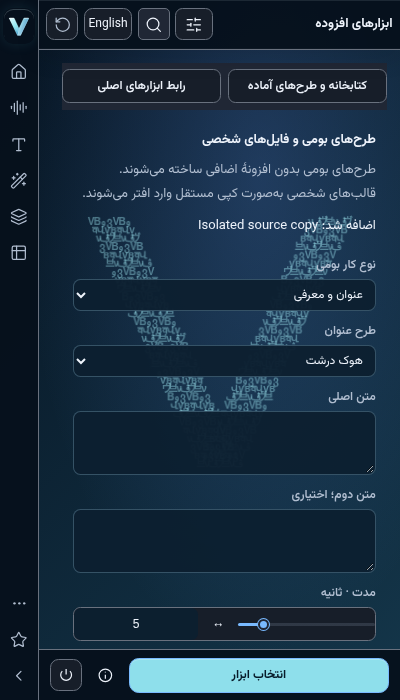 ابزارهای افزوده
English
کتابخانه و طرح‌های آماده
رابط ابزارهای اصلی
طرح‌های بومی و فایل‌های شخصی
طرح‌های بومی بدون افزونهٔ اضافی ساخته می‌شوند.
قالب‌های شخصی به‌صورت کپی مستقل وارد افتر می‌شوند.
اضافه شد: Isolated source copy
نوع کار بومی
عنوان و معرفی
طرح عنوان
هوک درشت
متن اصلی
متن دوم؛ اختیاری
مدت · ثانیه
5
انتخاب ابزار